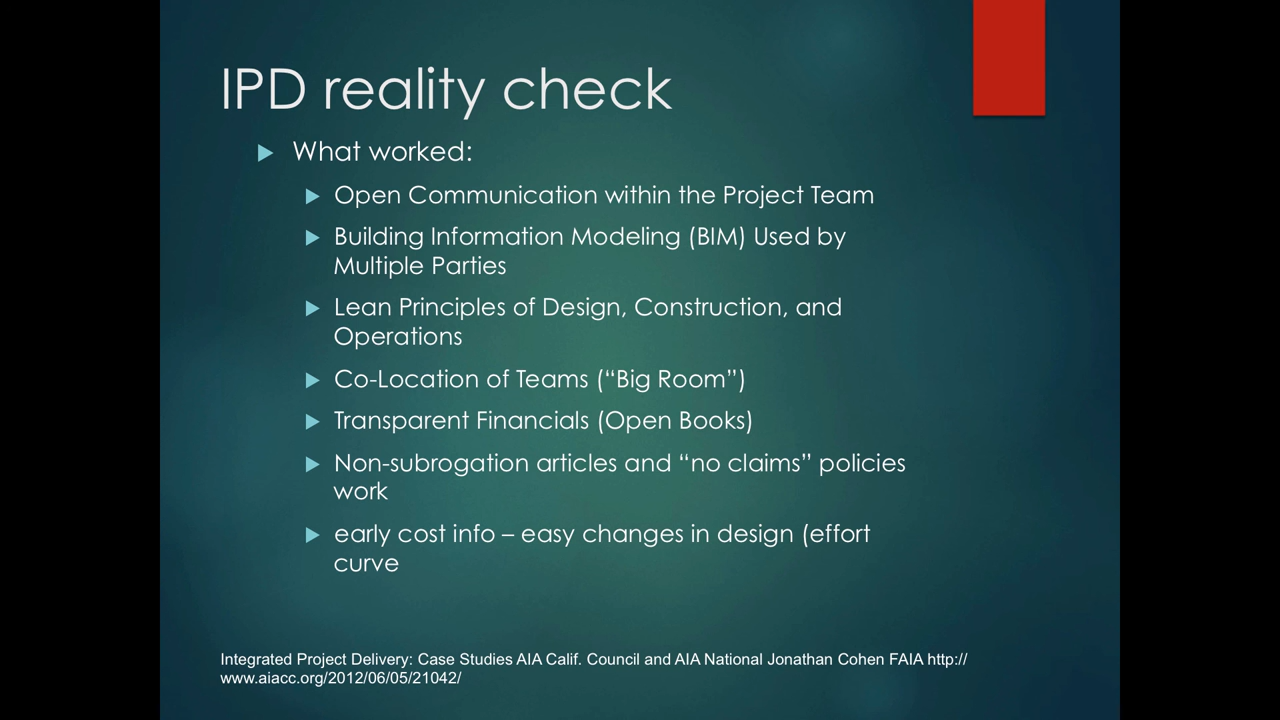 IPD reality check
What worked:
Open Communication within the Project Team
Building Information Modeling (BIM) Used by
Multiple Parties
Lean Principles of Design, Construction, and
Operations
Co-Location of Teams (“Big Room”)
Transparent Financials (Open Books)
Non-subrogation articles and “no claims” policies
work
early cost info – easy changes in design (effort
curve
Integrated Project Delivery: Case Studies AIA Calif. Council and AIA National Jonathan Cohen FAIA http://
www.aiacc.org/2012/06/05/21042/